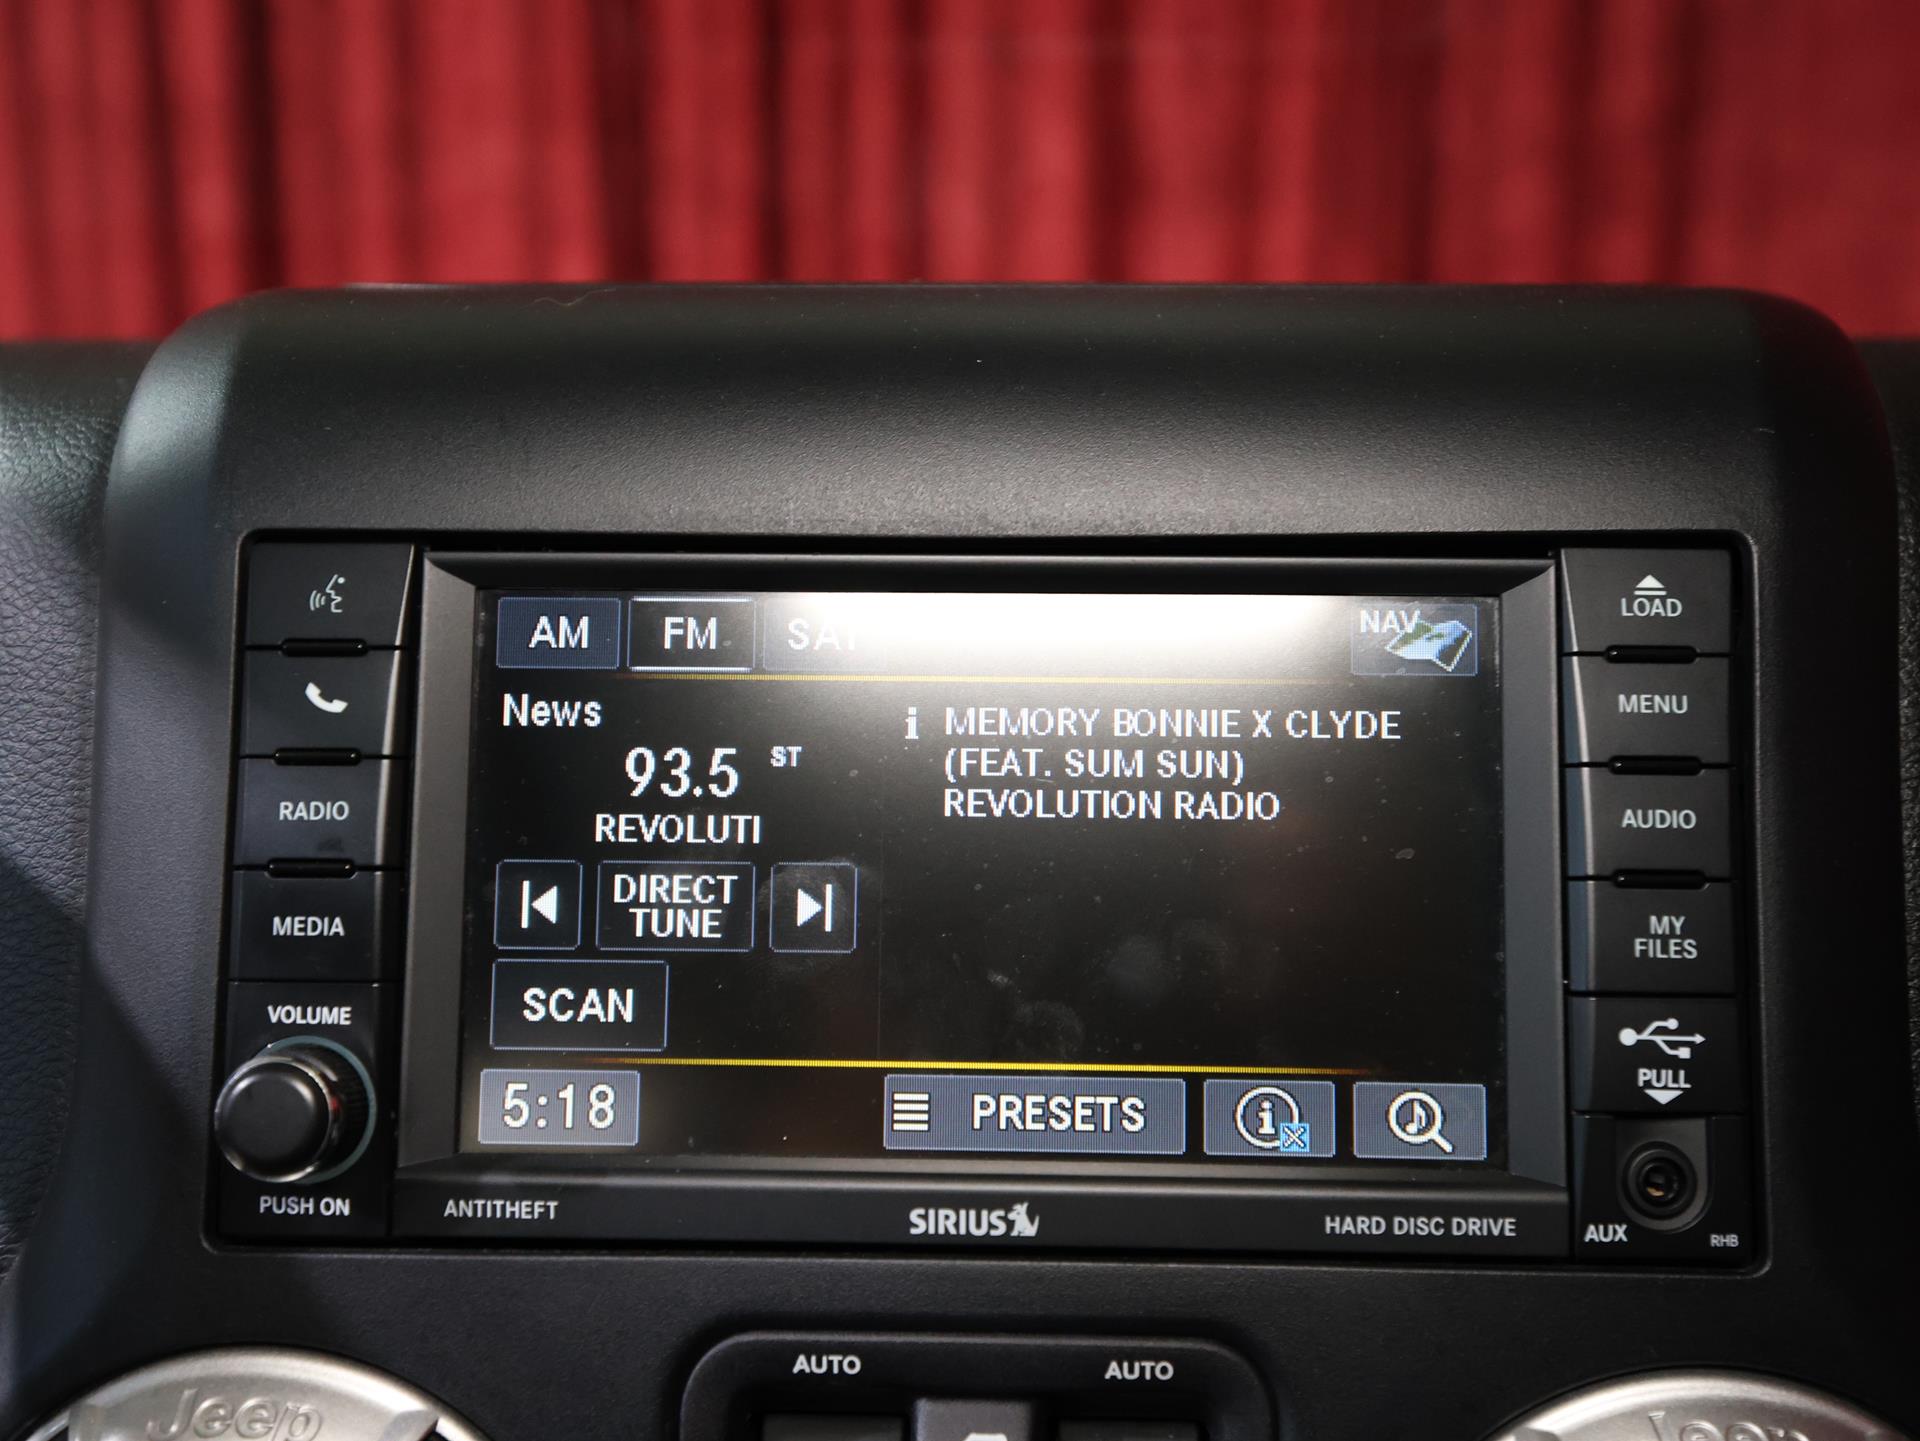 LOAD
AM FM SAT NAV
MENU
News
i MEMORY BONNIE X CLYDE
(FEAT. SUM SUN)
REVOLUTION RADIO
93.5 ST
REVOLUTI
RADIO
AUDIO
DIRECT
TUNE
MEDIA
MY
FILES
SCAN
VOLUME
PULL
5:18
PRESETS
i
PUSH ON
ANTITHEFT
SIRIUS
HARD DISC DRIVE
AUX
RHB
AUTO
AUTO
Jeep
Jeep